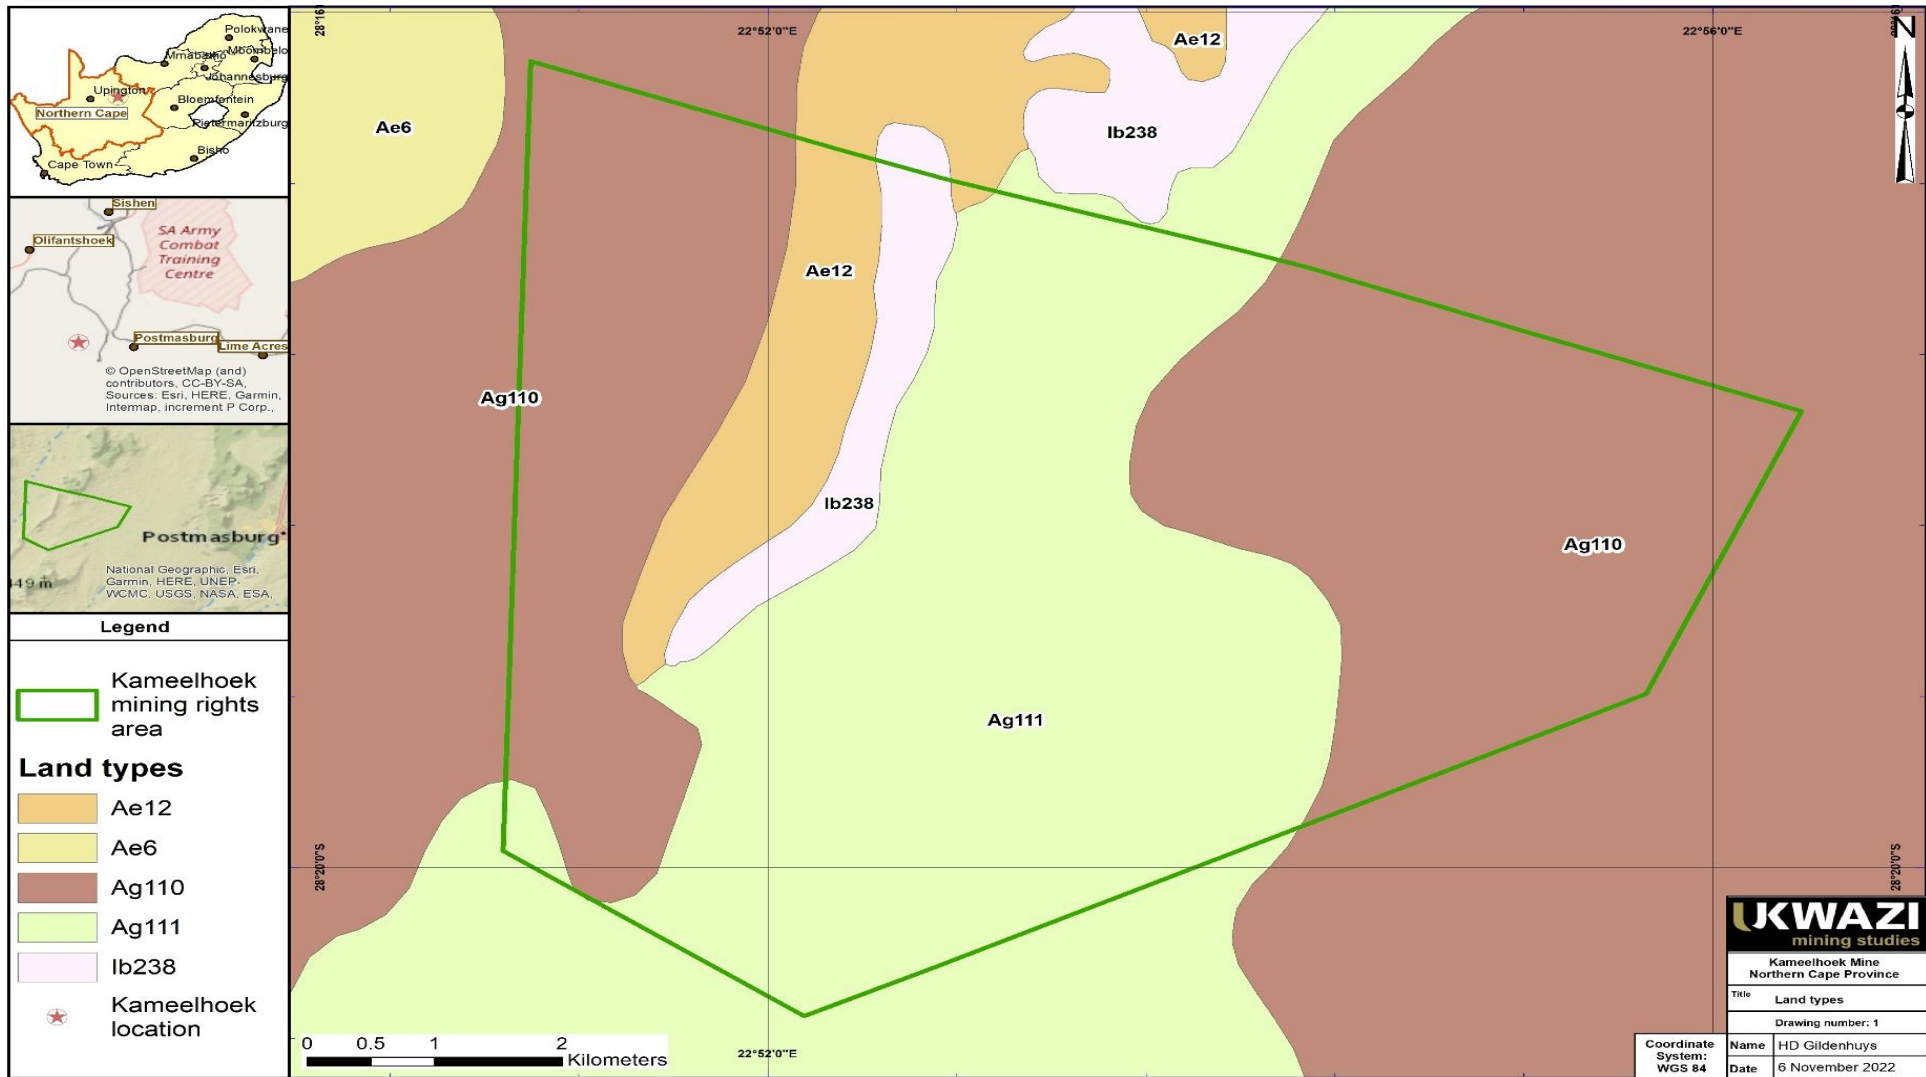 Polokwane
Mmabatho
Mbombela
Johannesburg
Upington
Bloemfontein
Northern Cape
Pietermaritzburg
Bisho
Cape Town
Sishen
Olifantshoek
SA Army
Combat
Training
Centre
Postmasburg
Lime Acres
© OpenStreetMap (and)
contributors, CC-BY-SA,
Sources: Esri, HERE, Garmin,
Intermap, increment P Corp.,
Postmasburg
National Geographic, Esri,
Garmin, HERE, UNEP-
WCMC, USGS, NASA, ESA,
Legend
Kameelhoek
mining rights
area
Land types
Ae12
Ae6
Ag110
Ag111
Ib238
Kameelhoek
location
22°52'0"E
22°56'0"E
N
Ae12
Ae6
Ib238
Ae12
Ag110
Ib238
Ag110
Ag111
28°20'0"S
28°20'0"S
22°52'0"E
0 0.5 1 2
Kilometers
UKWAZI
mining studies
Kameelhoek Mine
Northern Cape Province
Title Land types
Drawing number: 1
Coordinate
System:
WGS 84
Name HD Gildenhuys
Date 6 November 2022